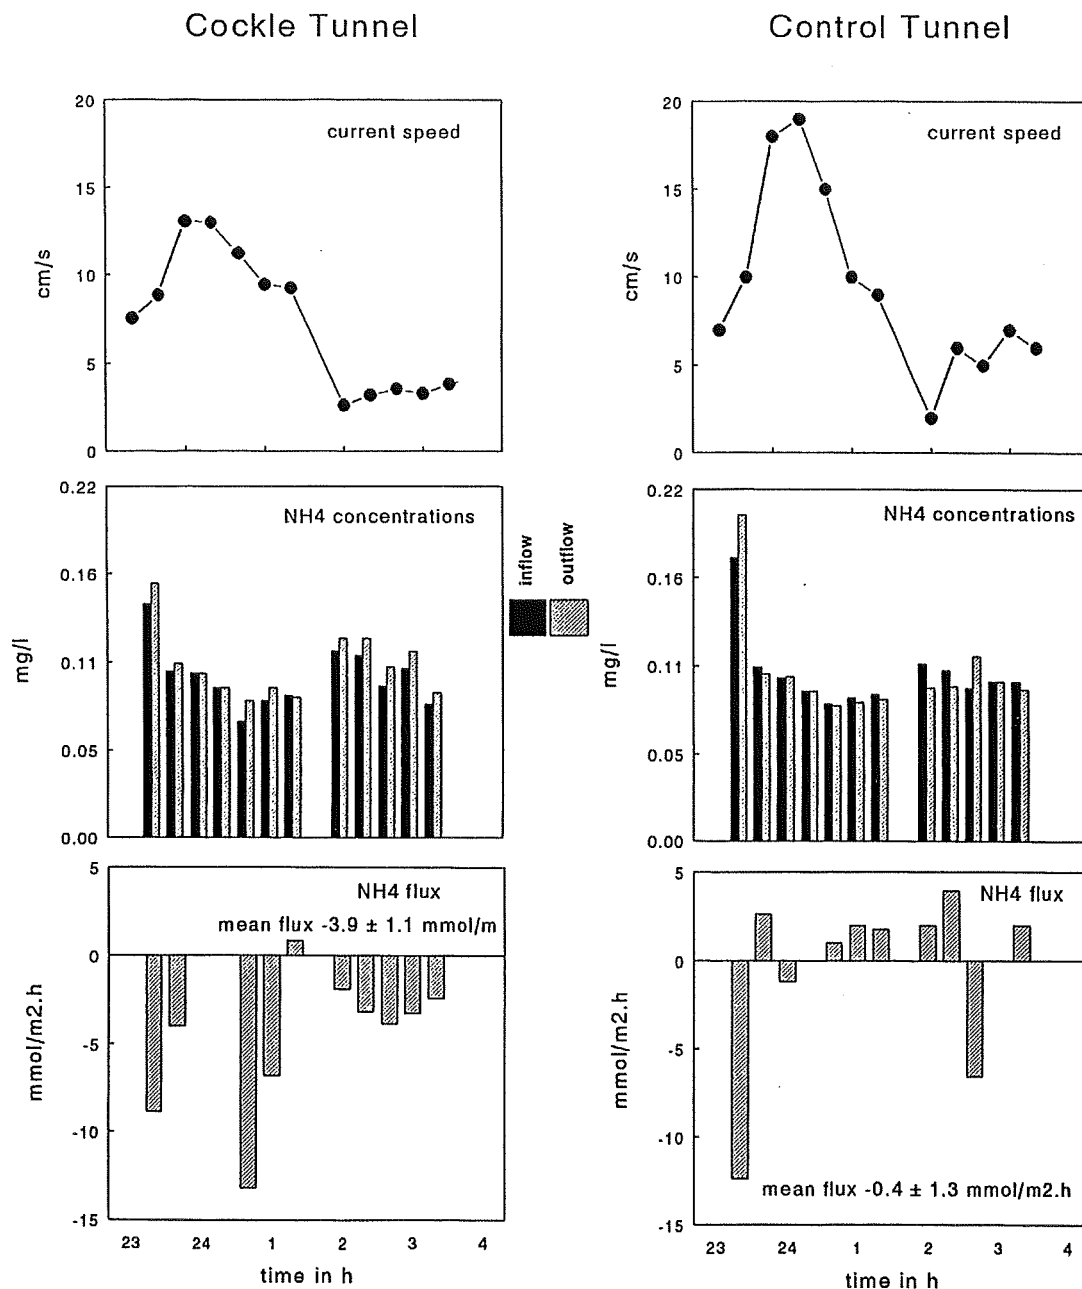 Cockle Tunnel
Control Tunnel
20
15
10
5
0
cm/s
current speed
20
15
10
5
0
cm/s
current speed
0.22
0.16
0.11
0.05
0.00
mg/l
NH4 concentrations
inflow
outflow
0.22
0.16
0.11
0.05
0.00
mg/l
NH4 concentrations
5
0
-5
-10
-15
mmol/m2.h
NH4 flux
mean flux -3.9 ± 1.1 mmol/m
23 24 1 2 3 4
time in h
5
0
-5
-10
-15
mmol/m2.h
NH4 flux
mean flux -0.4 ± 1.3 mmol/m2.h
23 24 1 2 3 4
time in h